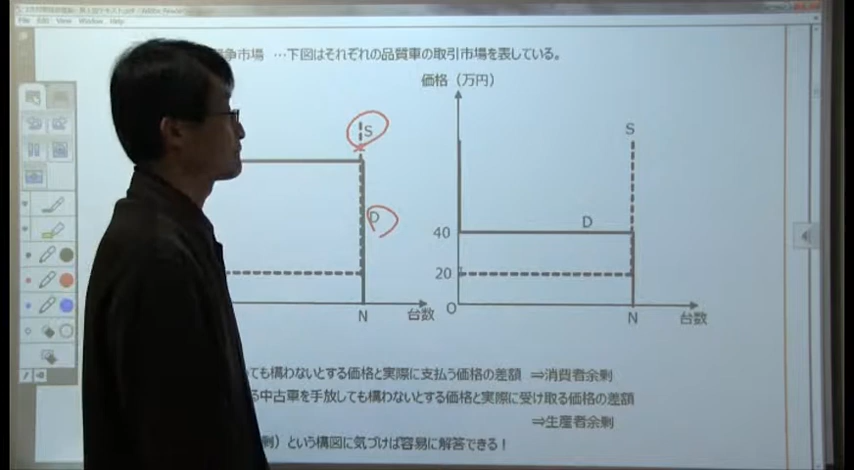 File Edit View Window Help
争市場 …下図はそれぞれの品質車の取引市場を表している。
価格（万円）
S
S
D
D
40
20
O
N
台数
N
台数
ても構わないとする価格と実際に支払う価格の差額 ⇒消費者余剰
る中古車を手放しても構わないとする価格と実際に受け取る価格の差額
⇒生産者余剰
剰）という構図に気づけば容易に解答できる！